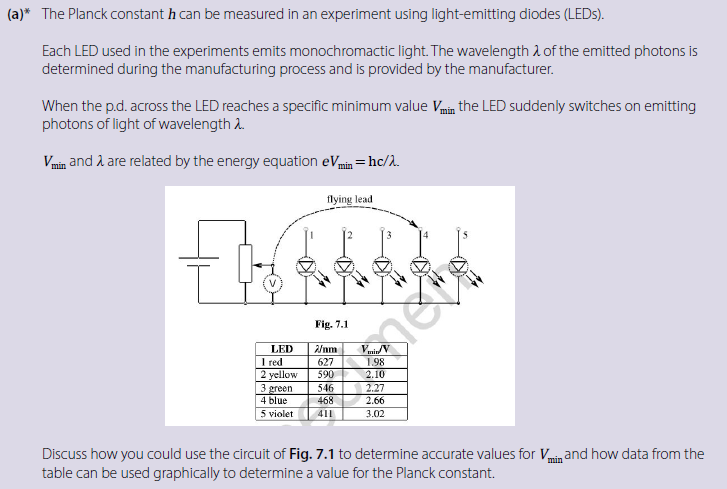 (a)* The Planck constant h can be measured in an experiment using light-emitting diodes (LEDs).
Each LED used in the experiments emits monochromactic light. The wavelength λ of the emitted photons is
determined during the manufacturing process and is provided by the manufacturer.
When the p.d. across the LED reaches a specific minimum value Vmin the LED suddenly switches on emitting
photons of light of wavelength λ.
Vmin and λ are related by the energy equation eVmin = hc/λ.
flying lead
1 2 3 4 5
V
Fig. 7.1
LED λ/nm Vmin/V
1 red 627 1.98
2 yellow 590 2.10
3 green 546 2.27
4 blue 468 2.66
5 violet 411 3.02
Discuss how you could use the circuit of Fig. 7.1 to determine accurate values for Vmin and how data from the
table can be used graphically to determine a value for the Planck constant.